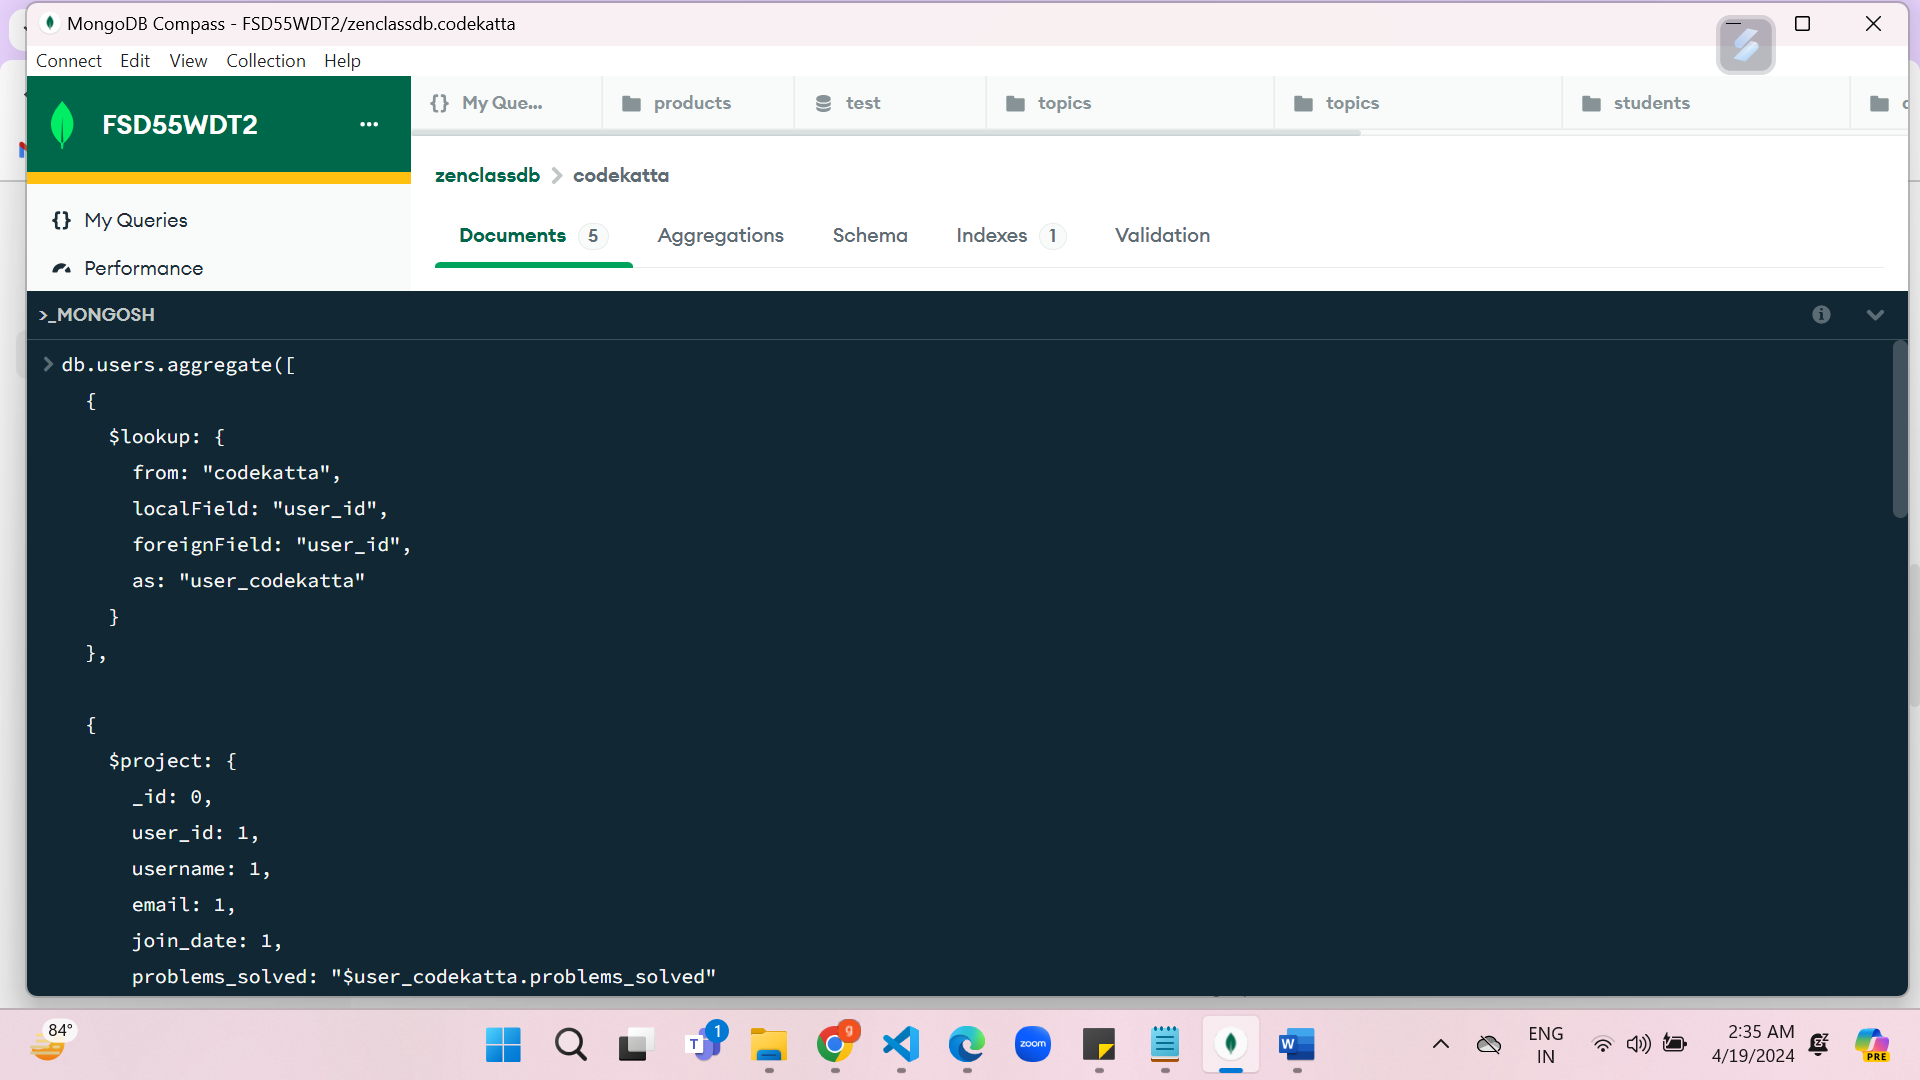 MongoDB Compass - FSD55WDT2/zenclassdb.codekatta
Connect Edit View Collection Help
FSD55WDT2 ...
{} My Que... products test topics topics students
zenclassdb > codekatta
{} My Queries
Performance
Documents 5 Aggregations Schema Indexes 1 Validation
>_MONGOSH
> db.users.aggregate([
{
$lookup: {
from: "codekatta",
localField: "user_id",
foreignField: "user_id",
as: "user_codekatta"
}
},
{
$project: {
_id: 0,
user_id: 1,
username: 1,
email: 1,
join_date: 1,
problems_solved: "$user_codekatta.problems_solved"
84°
T 1
g
zoom
W
ENG
IN
2:35 AM
4/19/2024
PRE